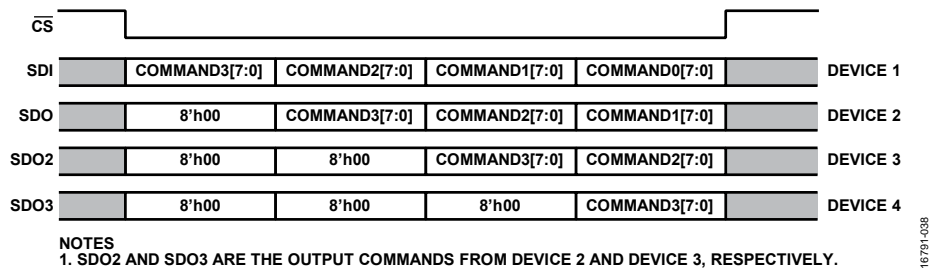 CS
SDI COMMAND3[7:0] COMMAND2[7:0] COMMAND1[7:0] COMMAND0[7:0] DEVICE 1
SDO 8’h00 COMMAND3[7:0] COMMAND2[7:0] COMMAND1[7:0] DEVICE 2
SDO2 8’h00 8’h00 COMMAND3[7:0] COMMAND2[7:0] DEVICE 3
SDO3 8’h00 8’h00 8’h00 COMMAND3[7:0] DEVICE 4
NOTES
1. SDO2 AND SDO3 ARE THE OUTPUT COMMANDS FROM DEVICE 2 AND DEVICE 3, RESPECTIVELY.
16791-038